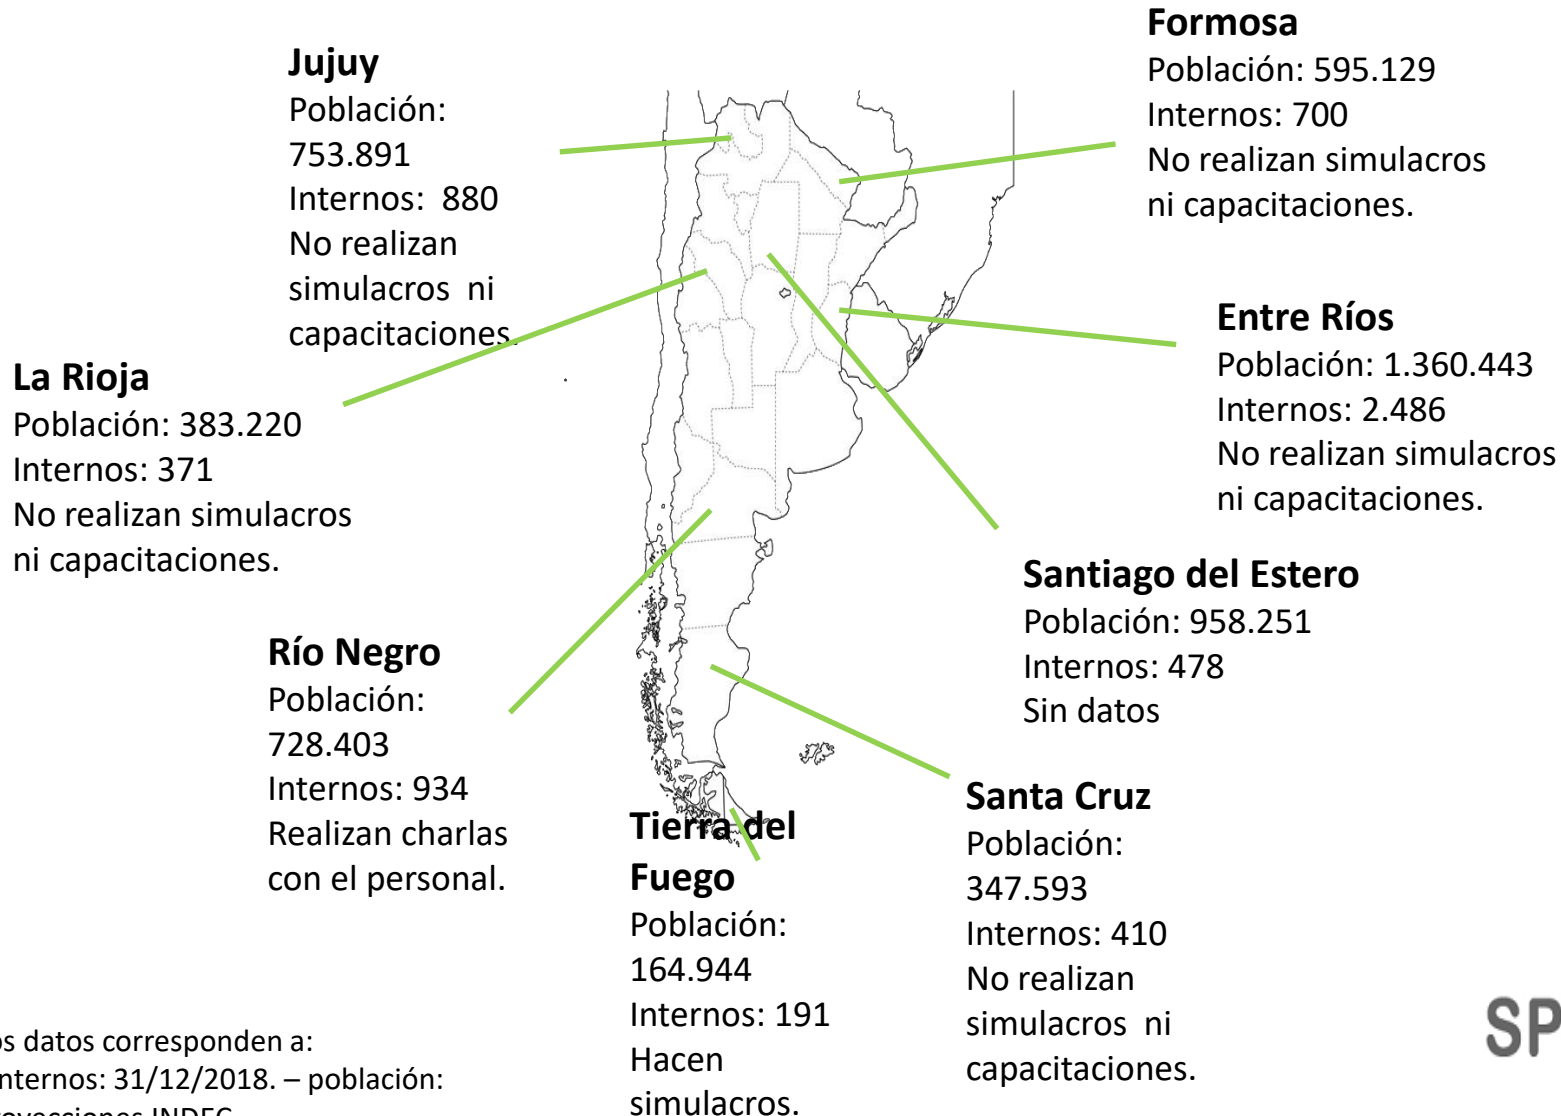 Formosa
Población: 595.129
Internos: 700
No realizan simulacros
ni capacitaciones.
Jujuy
Población:
753.891
Internos: 880
No realizan
simulacros ni
capacitaciones.
Entre Ríos
Población: 1.360.443
Internos: 2.486
No realizan simulacros
ni capacitaciones.
La Rioja
Población: 383.220
Internos: 371
No realizan simulacros
ni capacitaciones.
Santiago del Estero
Población: 958.251
Internos: 478
Sin datos
Río Negro
Población:
728.403
Internos: 934
Realizan charlas
con el personal.
Santa Cruz
Población:
347.593
Internos: 410
No realizan
simulacros ni
capacitaciones.
Tierra del
Fuego
Población:
164.944
Internos: 191
Hacen
simulacros.
os datos corresponden a:
nternos: 31/12/2018. – población:
royecciones INDEC
SP